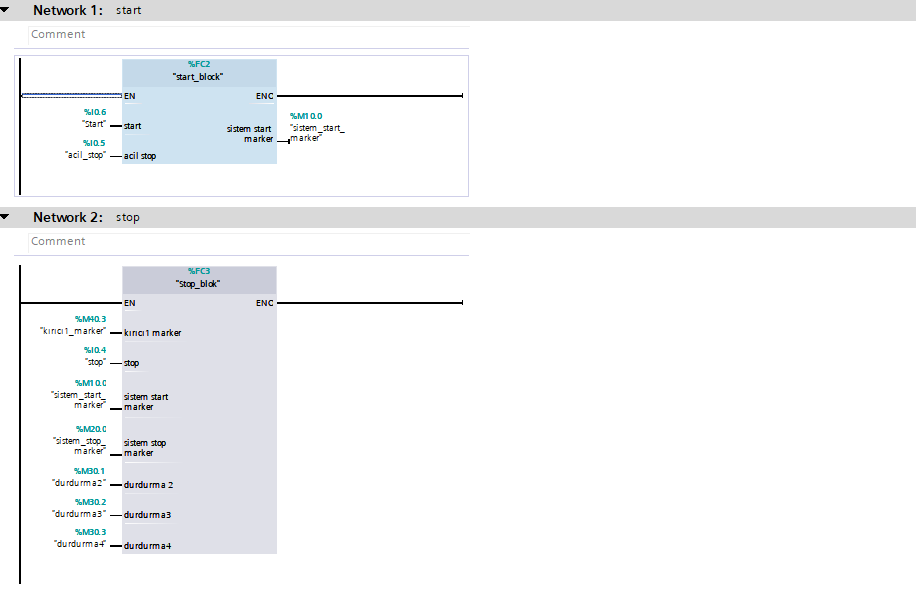 Network 1: start
Comment
%FC2
"start_block"
EN ENO
%I0.6
"Start" start
%M10.0
"sistem_start_
marker"
sistem start
marker
%I0.5
"acil_stop" acil stop
Network 2: stop
Comment
%FC3
"Stop_blok"
EN ENO
%M40.3
"kirici1_marker" kirici1 marker
%I0.4
"stop" stop
%M10.0
"sistem_start_
marker"
sistem start
marker
%M20.0
"sistem_stop_
marker"
sistem stop
marker
%M30.1
"durdurma2" durdurma 2
%M30.2
"durdurma3" durdurma3
%M30.3
"durdurma4" durdurma4